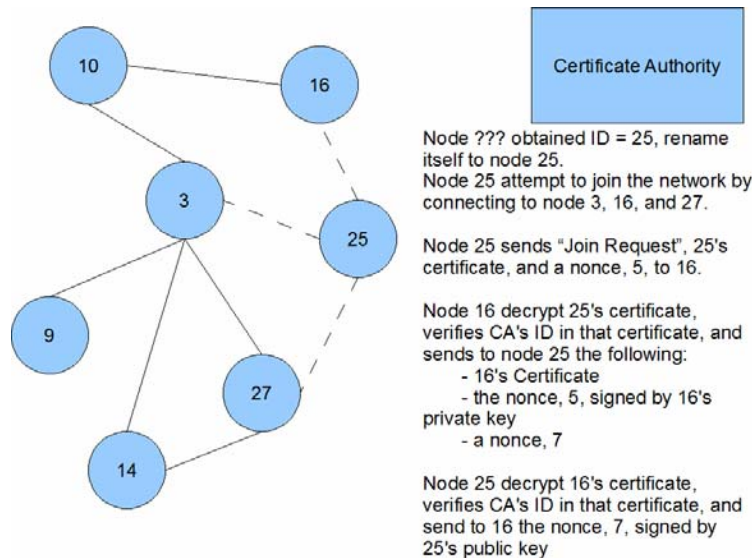 10
16
Certificate Authority
3
25
9
27
14
Node ??? obtained ID = 25, rename
itself to node 25.
Node 25 attempt to join the network by
connecting to node 3, 16, and 27.
Node 25 sends “Join Request”, 25's
certificate, and a nonce, 5, to 16.
Node 16 decrypt 25's certificate,
verifies CA's ID in that certificate, and
sends to node 25 the following:
- 16's Certificate
- the nonce, 5, signed by 16's
private key
- a nonce, 7
Node 25 decrypt 16's certificate,
verifies CA's ID in that certificate, and
send to 16 the nonce, 7, signed by
25's public key